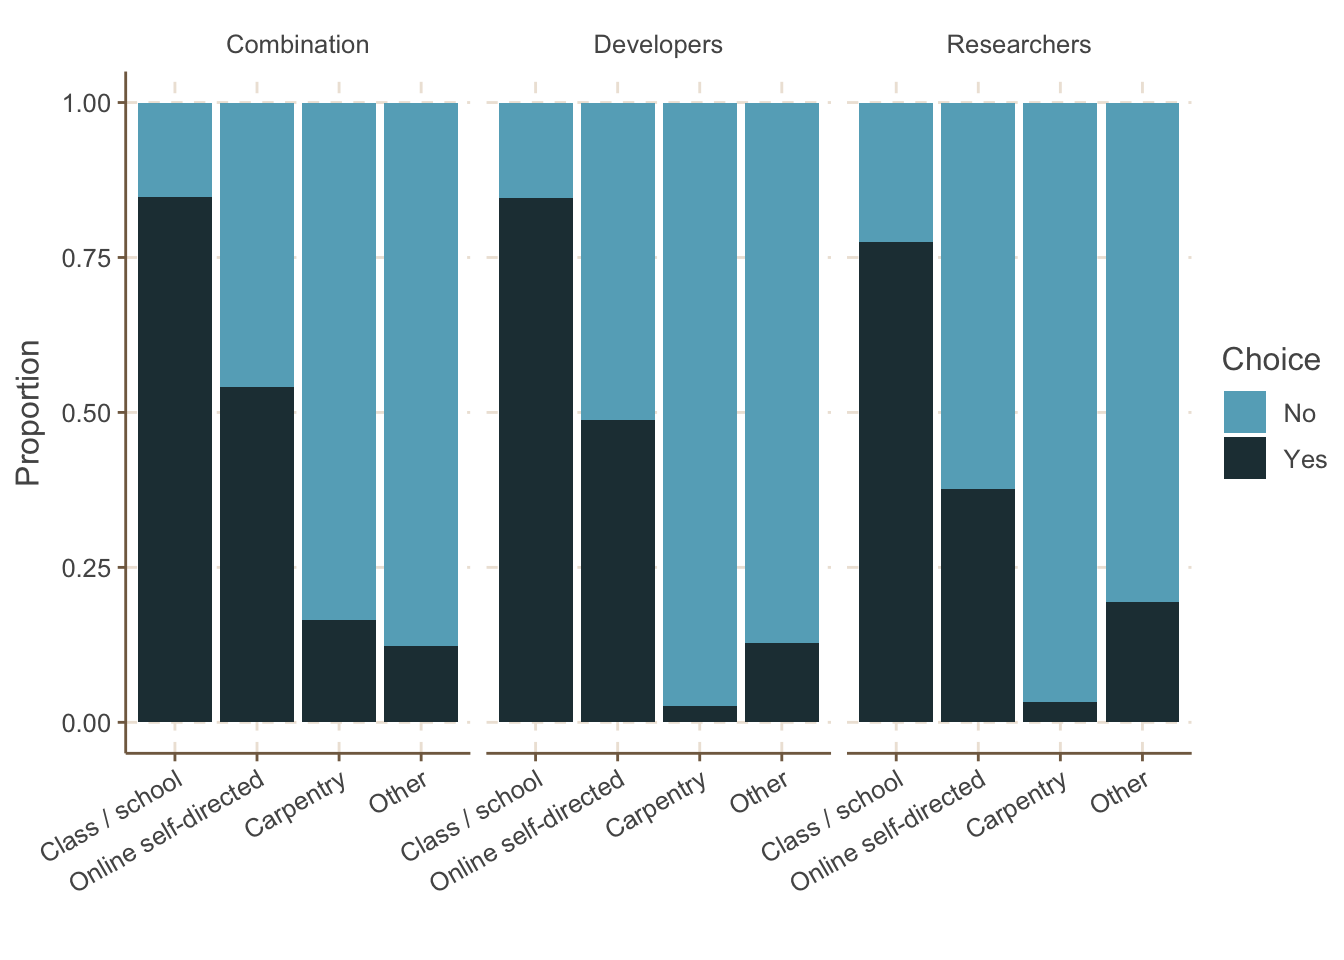 Combination
Developers
Researchers
1.00
0.75
0.50
0.25
0.00
Proportion
Class / school
Online self-directed
Carpentry
Other
Class / school
Online self-directed
Carpentry
Other
Class / school
Online self-directed
Carpentry
Other
Choice
No
Yes